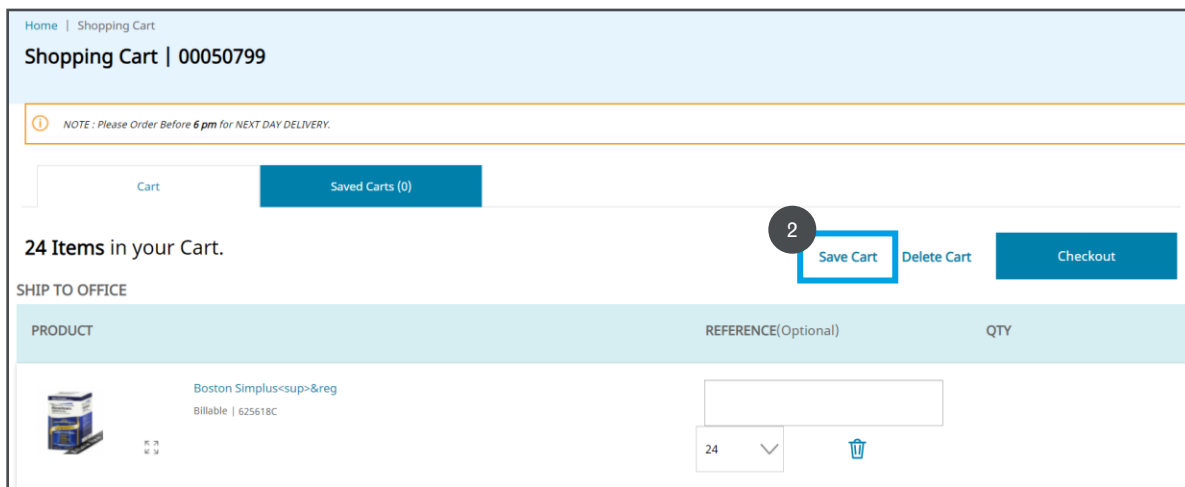 Home | Shopping Cart
Shopping Cart | 00050799
NOTE : Please Order Before 6 pm for NEXT DAY DELIVERY.
Cart
Saved Carts (0)
24 Items in your Cart.
2
Save Cart
Delete Cart
Checkout
SHIP TO OFFICE
PRODUCT
REFERENCE(Optional)
QTY
Boston Simplus<sup>&reg
Billable | 625618C
24